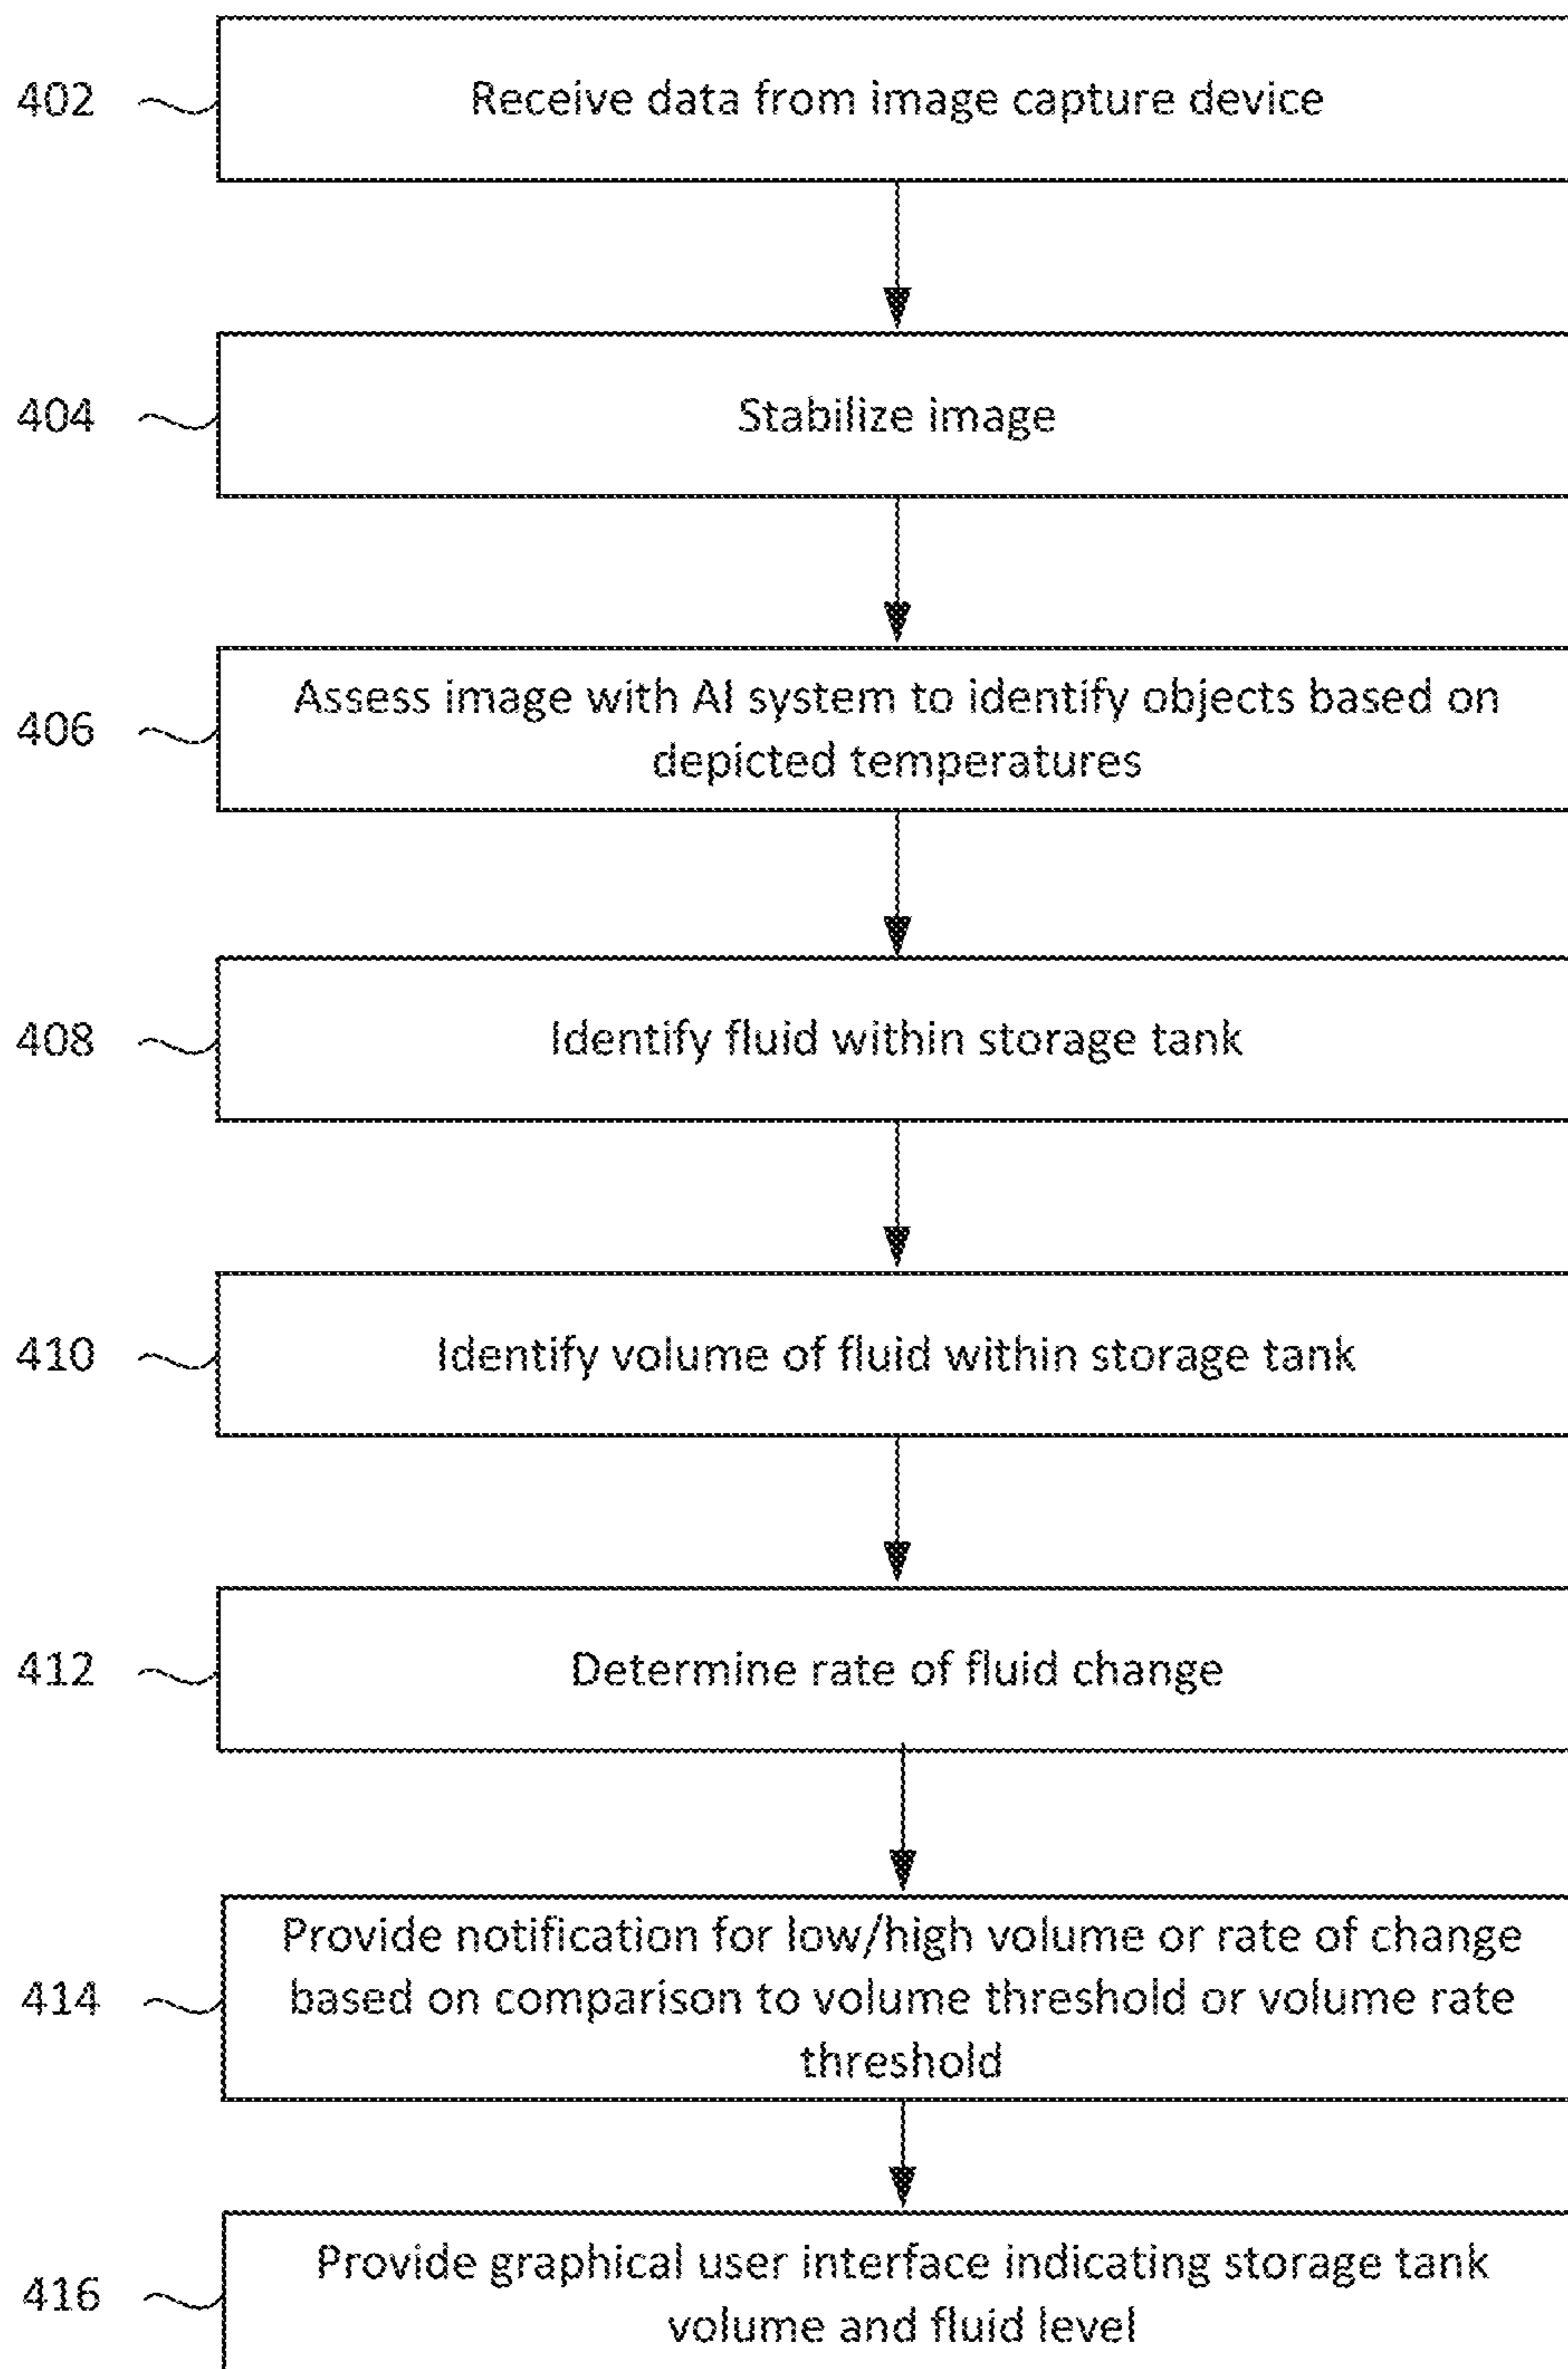 402
Receive data from image capture device
404
Stabilize image
406
Assess image with AI system to identify objects based on
depicted temperatures
408
Identify fluid within storage tank
410
Identify volume of fluid within storage tank
412
Determine rate of fluid change
414
Provide notification for low/high volume or rate of change
based on comparison to volume threshold or volume rate
threshold
416
Provide graphical user interface indicating storage tank
volume and fluid level